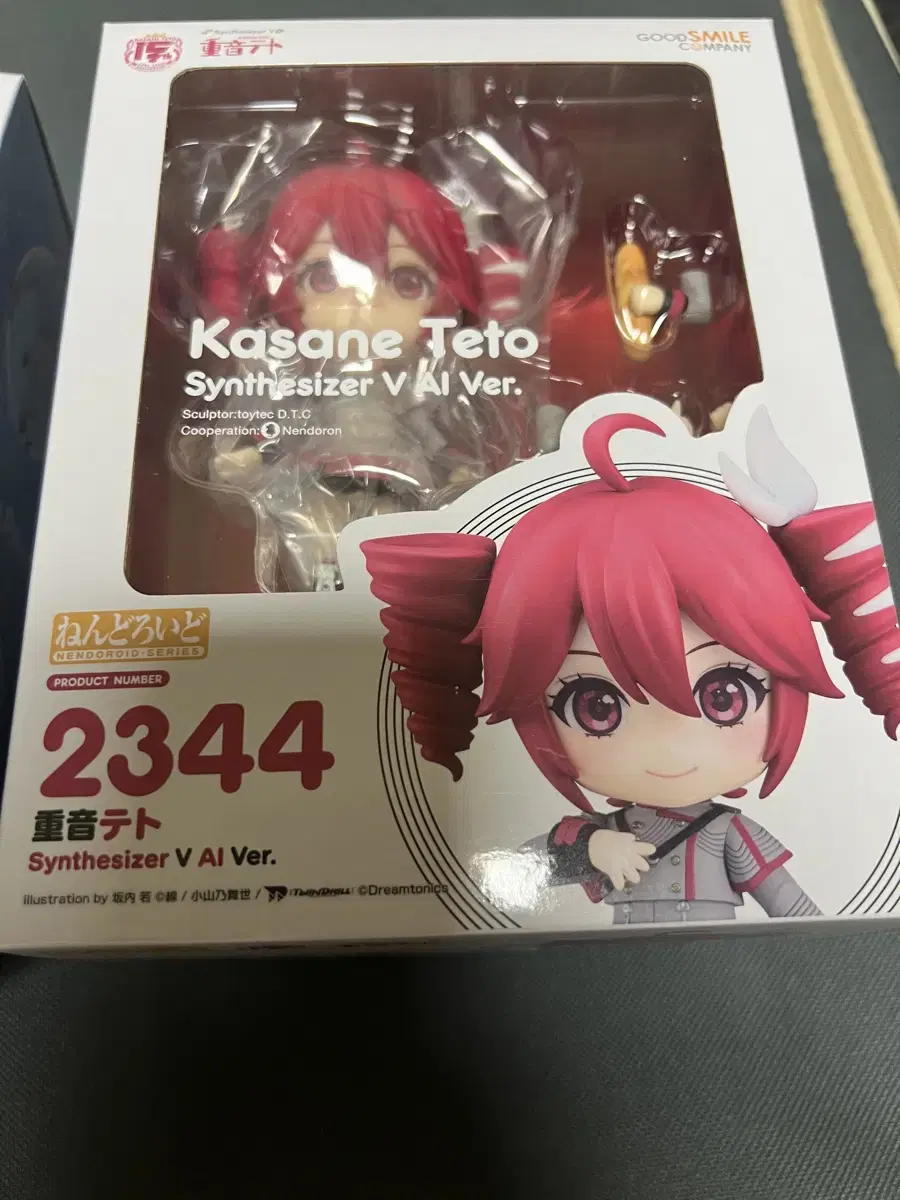 Synthesizer V
重音テト
GOOD SMILE
COMPANY
Kasane Teto
Synthesizer V AI Ver.
Sculptor:toytec D.T.C
Cooperation: Nendoron
ねんどろいど
NENDOROID·SERIES
PRODUCT NUMBER
2344
重音テト
Synthesizer V AI Ver.
illustration by 坂内 若 ©線 / 小山乃舞世 / TWINDRILL ©Dreamtonics